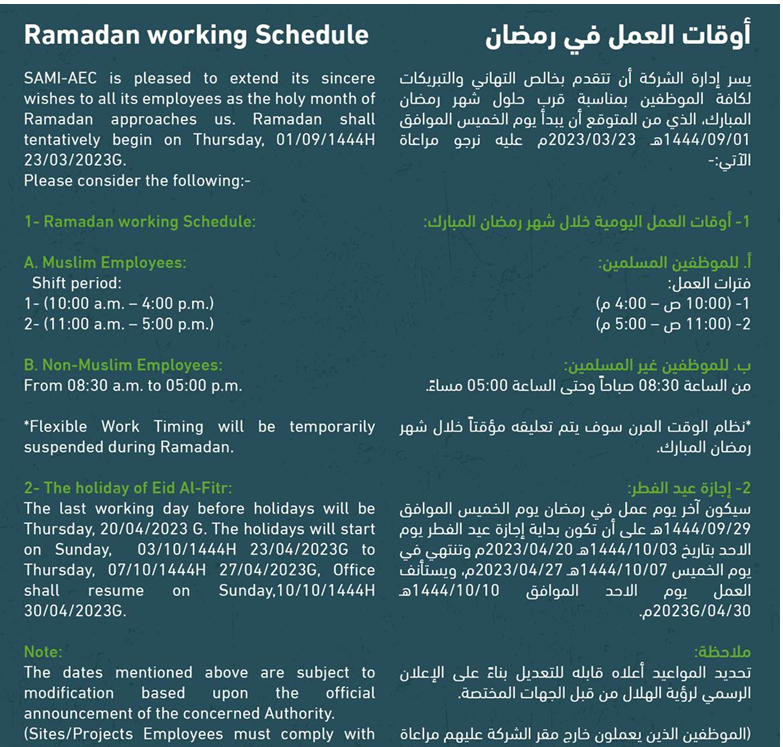 Ramadan working Schedule
SAMI-AEC is pleased to extend its sincere
wishes to all its employees as the holy month of
Ramadan approaches us. Ramadan shall
tentatively begin on Thursday, 01/09/1444H
23/03/2023G.
Please consider the following:-
1- Ramadan working Schedule:
A. Muslim Employees:
Shift period:
1- (10:00 a.m. – 4:00 p.m.)
2- (11:00 a.m. – 5:00 p.m.)
B. Non-Muslim Employees:
From 08:30 a.m. to 05:00 p.m.
*Flexible Work Timing will be temporarily
suspended during Ramadan.
2- The holiday of Eid Al-Fitr:
The last working day before holidays will be
Thursday, 20/04/2023 G. The holidays will start
on Sunday, 03/10/1444H 23/04/2023G to
Thursday, 07/10/1444H 27/04/2023G, Office
shall resume on Sunday,10/10/1444H
30/04/2023G.
Note:
The dates mentioned above are subject to
modification based upon the official
announcement of the concerned Authority.
(Sites/Projects Employees must comply with
أوقات العمل في رمضان
يسر إدارة الشركة أن تتقدم بخالص التهاني والتبريكات
لكافة الموظفين بمناسبة قرب حلول شهر رمضان
المبارك، الذي من المتوقع أن يبدأ يوم الخميس الموافق
1444/09/01هـ 2023/03/23م عليه نرجو مراعاة
الآتي:-
1- أوقات العمل اليومية خلال شهر رمضان المبارك:
أ. للموظفين المسلمين:
فترات العمل:
1- (10:00 ص – 4:00 م)
2- (11:00 ص – 5:00 م)
ب. للموظفين غير المسلمين:
من الساعة 08:30 صباحاً وحتى الساعة 05:00 مساءً.
*نظام الوقت المرن سوف يتم تعليقه مؤقتاً خلال شهر
رمضان المبارك.
2- إجازة عيد الفطر:
سيكون آخر يوم عمل في رمضان يوم الخميس الموافق
1444/09/29هـ على أن تكون بداية إجازة عيد الفطر يوم
الاحد بتاريخ 1444/10/03هـ 2023/04/20م وتنتهي في
يوم الخميس 1444/10/07هـ 2023/04/27م، ويستأنف
العمل يوم الاحد الموافق 1444/10/10هـ
2023G/04/30م.
ملاحظة:
تحديد المواعيد أعلاه قابله للتعديل بناءً على الإعلان
الرسمي لرؤية الهلال من قبل الجهات المختصة.
(الموظفين الذين يعملون خارج مقر الشركة عليهم مراعاة